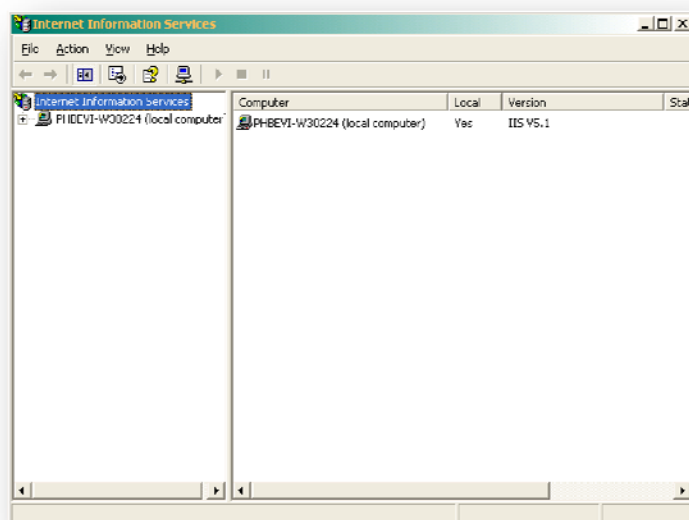 Internet Information Services
File Action View Help
Internet Information Services
PHBEVI-W30224 (local computer
Computer Local Version Stat
PHBEVI-W30224 (local computer) Yes IIS V5.1